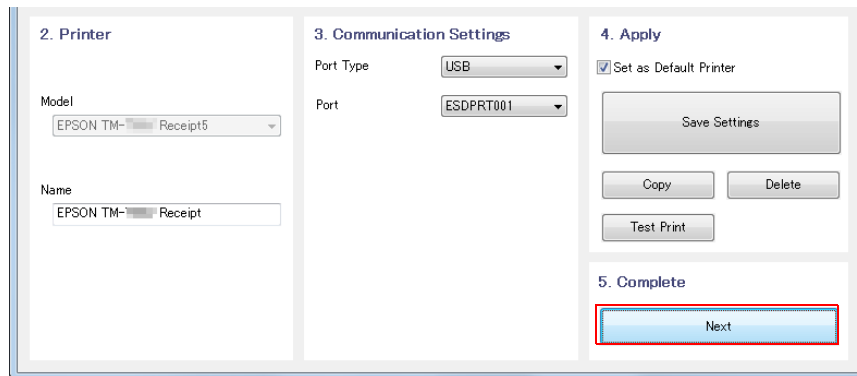 2. Printer
Model
EPSON TM- Receipt5
Name
EPSON TM- Receipt
3. Communication Settings
Port Type
USB
Port
ESDPRT001
4. Apply
Set as Default Printer
Save Settings
Copy
Delete
Test Print
5. Complete
Next